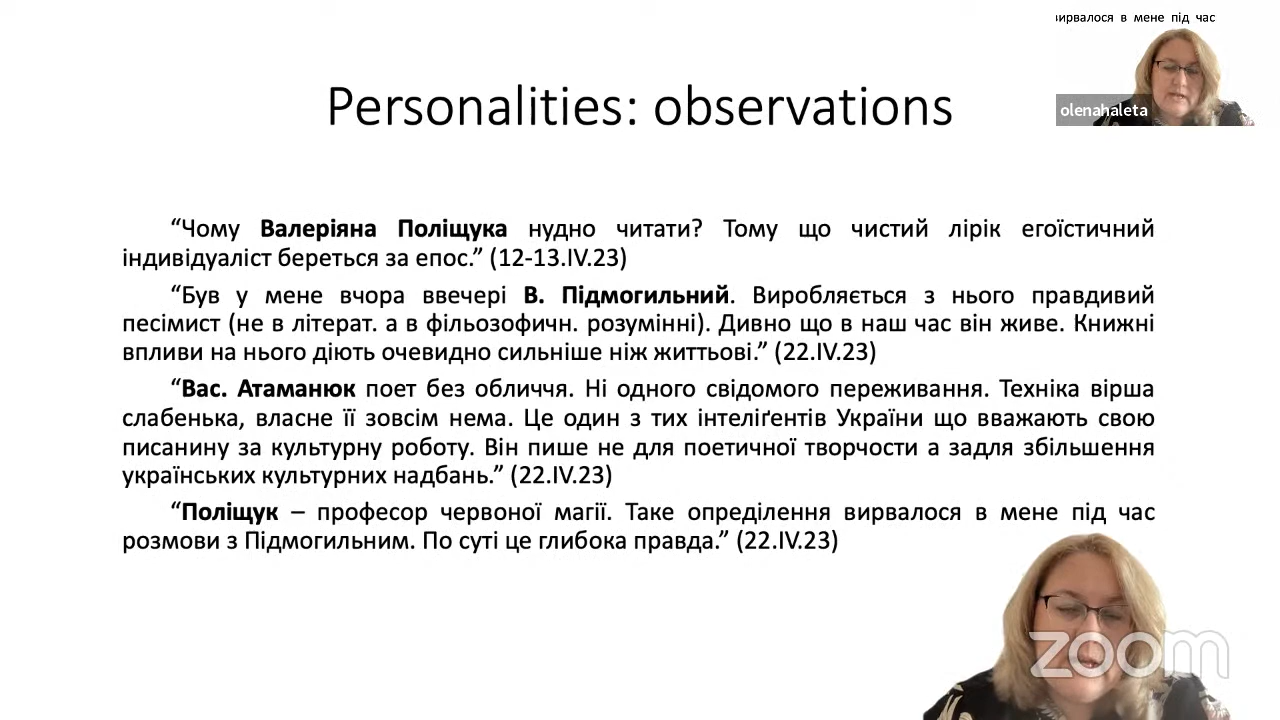 вирвалося в мене під час
olenahaleta
Personalities: observations
“Чому Валеріяна Поліщука нудно читати? Тому що чистий лірік егоїстичний
індивідуаліст береться за епос.” (12-13.IV.23)
“Був у мене вчора ввечері В. Підмогильний. Виробляється з нього правдивий
песіміст (не в літерат. а в фільозофичн. розумінні). Дивно що в наш час він живе. Книжні
впливи на нього діють очевидно сильніше ніж життьові.” (22.IV.23)
“Вас. Атаманюк поет без обличчя. Ні одного свідомого переживання. Техніка вірша
слабенька, власне її зовсім нема. Це один з тих інтеліґентів України що вважають свою
писанину за культурну роботу. Він пише не для поетичної творчости а задля збільшення
українських культурних надбань.” (22.IV.23)
“Поліщук – професор червоної магії. Таке опреділення вирвалося в мене під час
розмови з Підмогильним. По суті це глибока правда.” (22.IV.23)
zoom